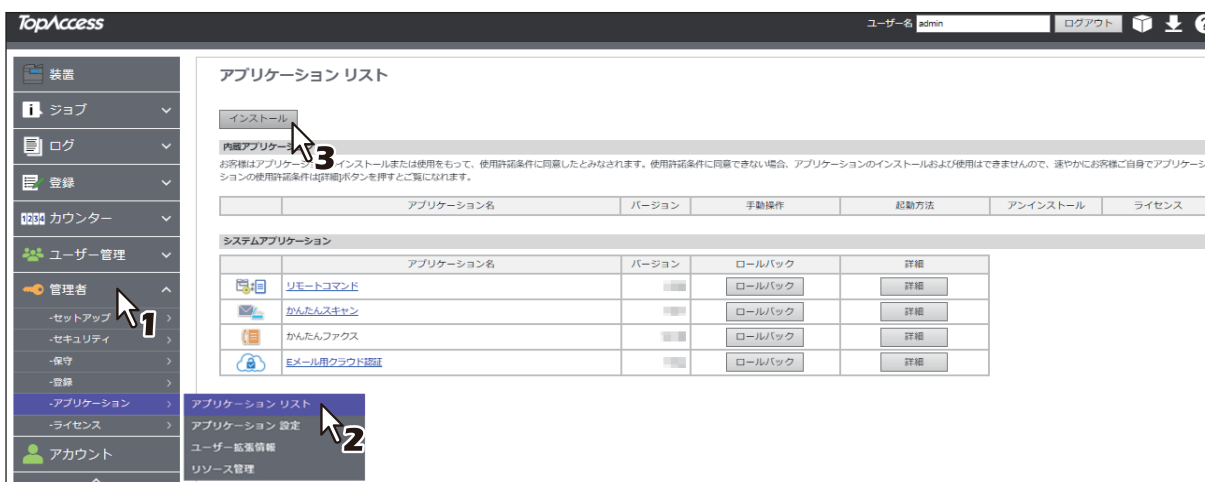 TopAccess
ユーザー名 admin ログアウト
装置
ジョブ
ログ
登録
1234 カウンター
ユーザー管理
管理者
1
-セットアップ
-セキュリティ
-保守
-登録
-アプリケーション
-ライセンス
アカウント
アプリケーション リスト
2
アプリケーション 設定
ユーザー拡張情報
リソース管理
アプリケーション リスト
インストール
3
内蔵アプリケーシ
お客様はアプリケーシ インストールまたは使用をもって、使用許諾条件に同意したとみなされます。使用許諾条件に同意できない場合、アプリケーションのインストールおよび使用はできませんので、速やかにお客様ご自身でアプリケーシ
ションの使用許諾条件は[詳細]ボタンを押すとご覧になれます。
アプリケーション名 バージョン 手動操作 起動方法 アンインストール ライセンス
システムアプリケーション
アプリケーション名 バージョン ロールバック 詳細
リモートコマンド ロールバック 詳細
かんたんスキャン ロールバック 詳細
かんたんファクス ロールバック 詳細
Eメール用クラウド認証 ロールバック 詳細